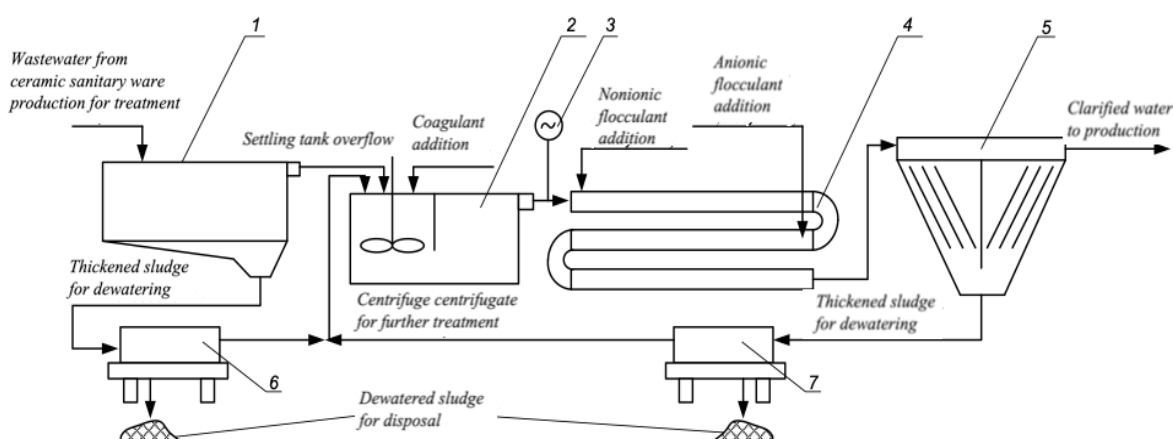 1
2
3
4
5
Wastewater from
ceramic sanitary ware
production for treatment
Settling tank overflow
Coagulant
addition
Nonionic
flocculant
addition
Anionic
flocculant
addition
Clarified water
to production
Thickened sludge
for dewatering
Centrifuge centrifugate
for further treatment
Thickened sludge
for dewatering
6
7
Dewatered sludge
for disposal